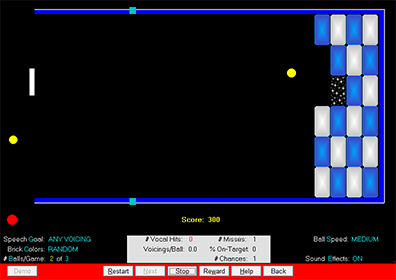 Score: 300
Speech Goal: ANY VOICING
Brick Colors: RANDOM
# Balls/Game: 2 of 3
# Vocal Hits: 0 # Misses: 1
Voicings/Ball: 0.0 % On-Target: 0
# Chances: 1
Ball Speed: MEDIUM
Sound Effects: ON
Demo Restart Next Stop Reward Help Back